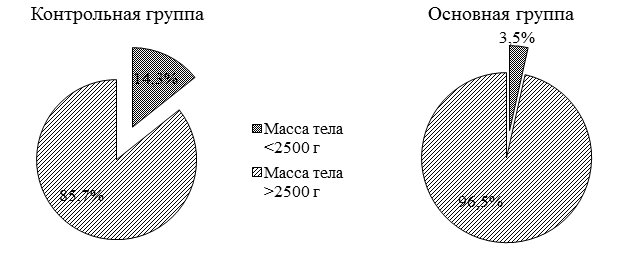 Контрольная группа
Основная группа
14,3%
85,7%
Масса тела
<2500 г
Масса тела
>2500 г
3,5%
96,5%